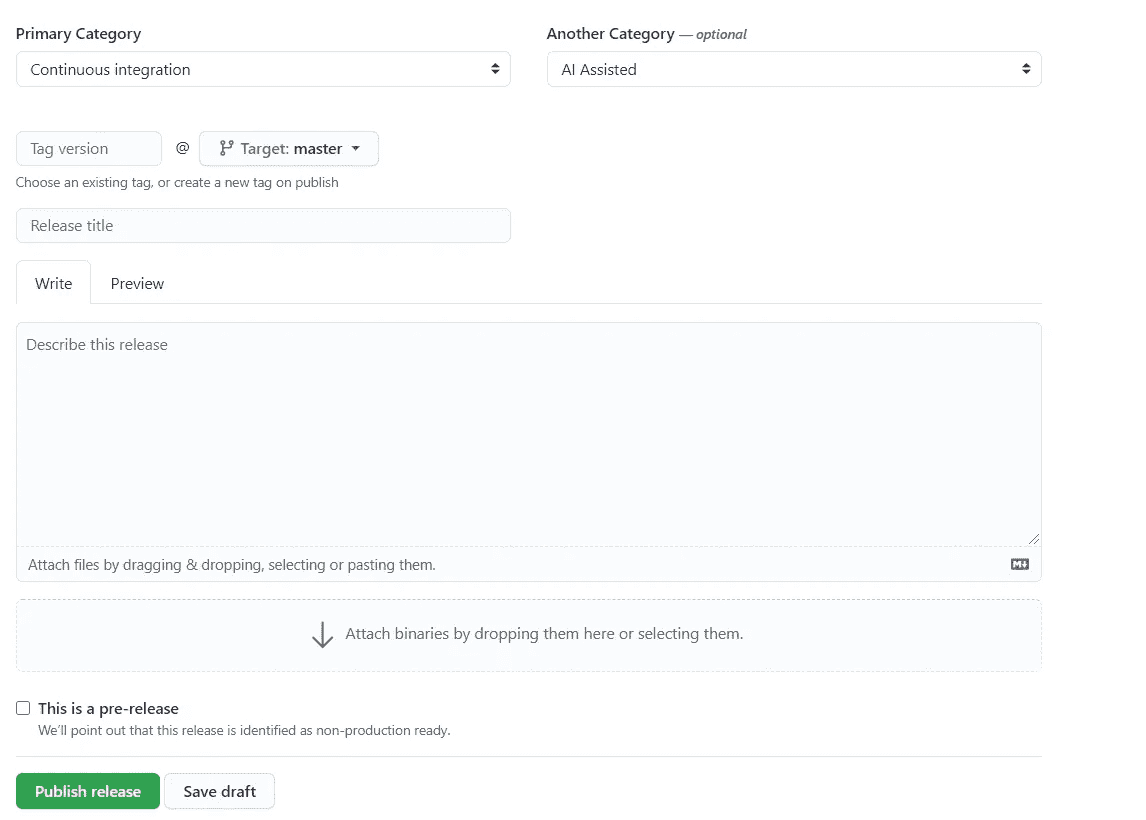 Primary Category
Another Category — optional
Continuous integration
AI Assisted
Tag version
@
Target: master
Choose an existing tag, or create a new tag on publish
Release title
Write
Preview
Describe this release
Attach files by dragging & dropping, selecting or pasting them.
M
Attach binaries by dropping them here or selecting them.
This is a pre-release
We'll point out that this release is identified as non-production ready.
Publish release
Save draft